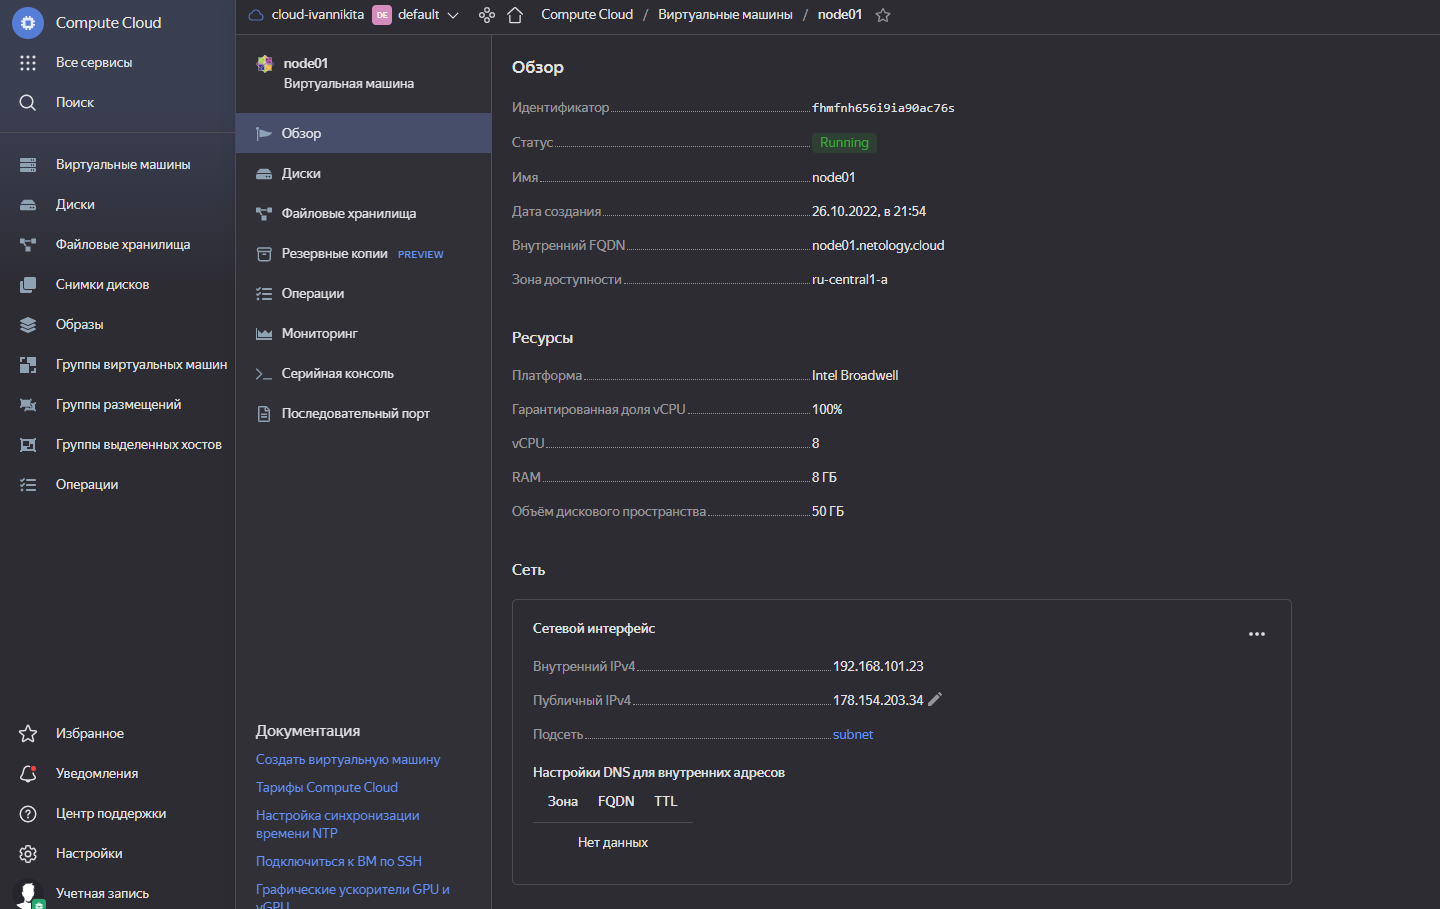 Compute Cloud
Все сервисы
Поиск
Виртуальные машины
Диски
Файловые хранилища
Снимки дисков
Образы
Группы виртуальных машин
Группы размещений
Группы выделенных хостов
Операции
Избранное
Уведомления
Центр поддержки
Настройки
Учетная запись
cloud-ivannikita DE default Compute Cloud / Виртуальные машины / node01
node01
Виртуальная машина
Обзор
Диски
Файловые хранилища
Резервные копии PREVIEW
Операции
Мониторинг
Серийная консоль
Последовательный порт
Документация
Создать виртуальную машину
Тарифы Compute Cloud
Настройка синхронизации
времени NTP
Подключиться к ВМ по SSH
Графические ускорители GPU и
vGPU
Обзор
Идентификатор fhmfnh656i9ia90ac76s
Статус Running
Имя node01
Дата создания 26.10.2022, в 21:54
Внутренний FQDN node01.netology.cloud
Зона доступности ru-central1-a
Ресурсы
Платформа Intel Broadwell
Гарантированная доля vCPU 100%
vCPU 8
RAM 8 ГБ
Объём дискового пространства 50 ГБ
Сеть
Сетевой интерфейс
Внутренний IPv4 192.168.101.23
Публичный IPv4 178.154.203.34
Подсеть subnet
Настройки DNS для внутренних адресов
Зона FQDN TTL
Нет данных